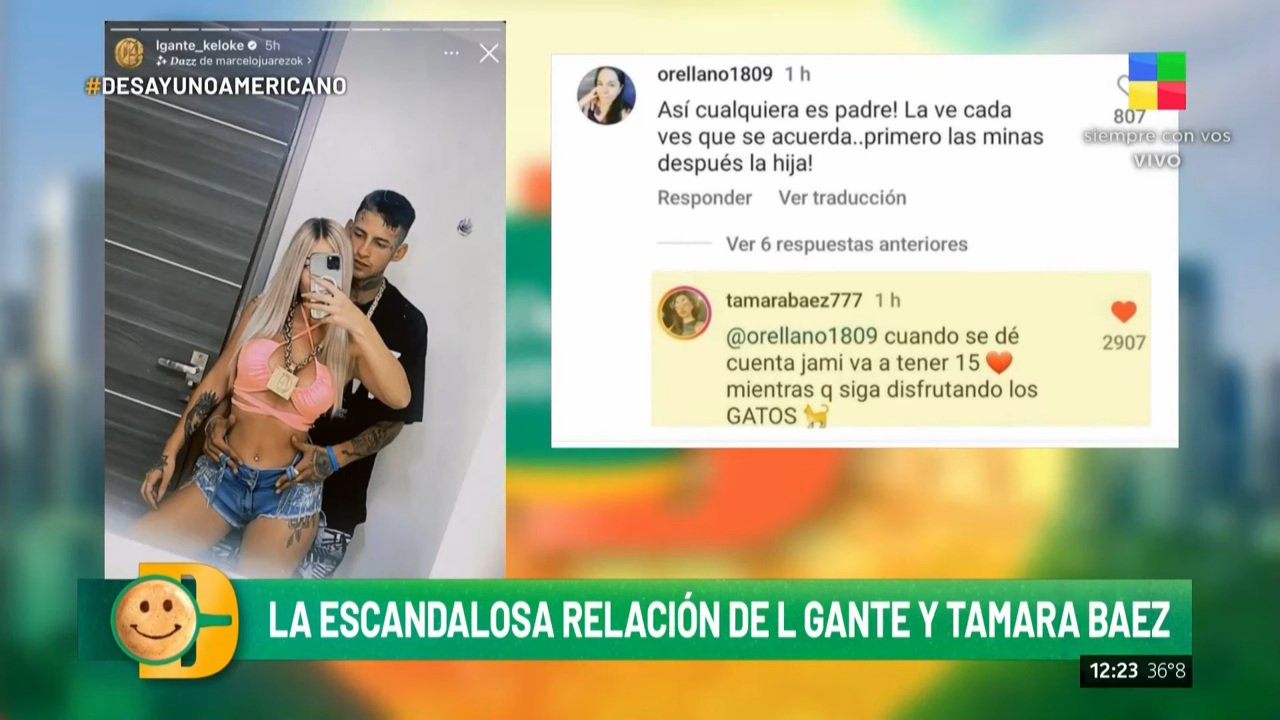 lgante_keloke 5h
Dazz de marcelojuarezok >
#DESAYUNOAMERICANO
orellano1809 1 h
Así cualquiera es padre! La ve cada
ves que se acuerda..primero las minas
después la hija!
807
Responder Ver traducción
Ver 6 respuestas anteriores
tamarabaez777 1 h
@orellano1809 cuando se dé
cuenta jami va a tener 15 ❤️
mientras q siga disfrutando los
GATOS 🐈
2907
siempre con vos
VIVO
LA ESCANDALOSA RELACIÓN DE L GANTE Y TAMARA BAEZ
12:23 36°8